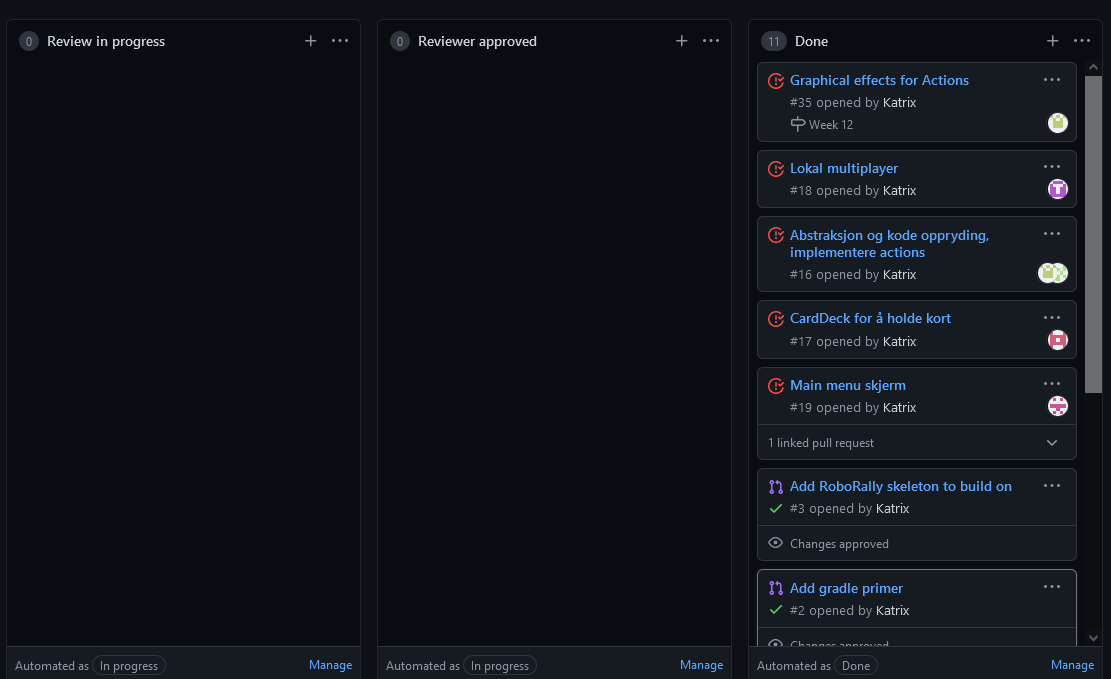 0 Review in progress
0 Reviewer approved
11 Done
Graphical effects for Actions
#35 opened by Katrix
Week 12
Lokal multiplayer
#18 opened by Katrix
Abstraksjon og kode oppryding,
implementere actions
#16 opened by Katrix
CardDeck for å holde kort
#17 opened by Katrix
Main menu skjerm
#19 opened by Katrix
1 linked pull request
Add RoboRally skeleton to build on
#3 opened by Katrix
Changes approved
Add gradle primer
#2 opened by Katrix
Changes approved
Automated as In progress Manage
Automated as In progress Manage
Automated as Done Manage